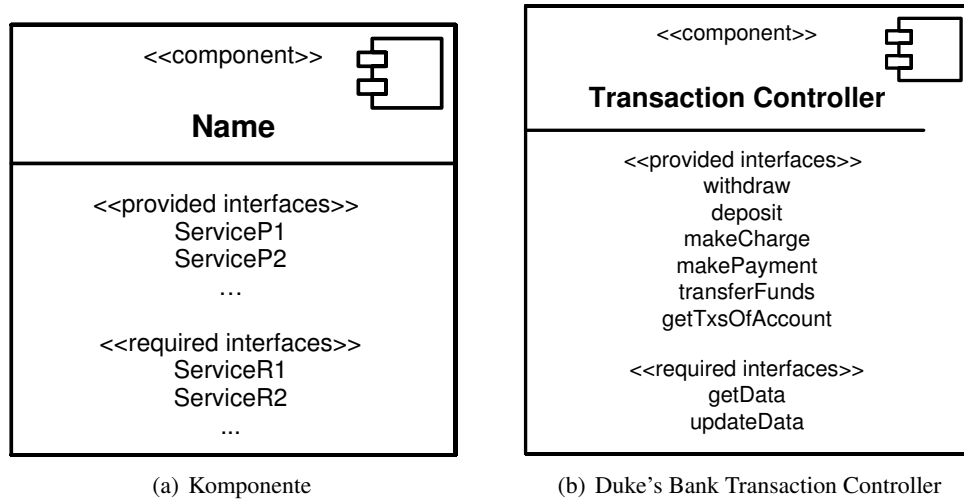 <<component>>
Name
<<provided interfaces>>
ServiceP1
ServiceP2
…
<<required interfaces>>
ServiceR1
ServiceR2
...
(a) Komponente
<<component>>
Transaction Controller
<<provided interfaces>>
withdraw
deposit
makeCharge
makePayment
transferFunds
getTxsOfAccount
<<required interfaces>>
getData
updateData
(b) Duke's Bank Transaction Controller